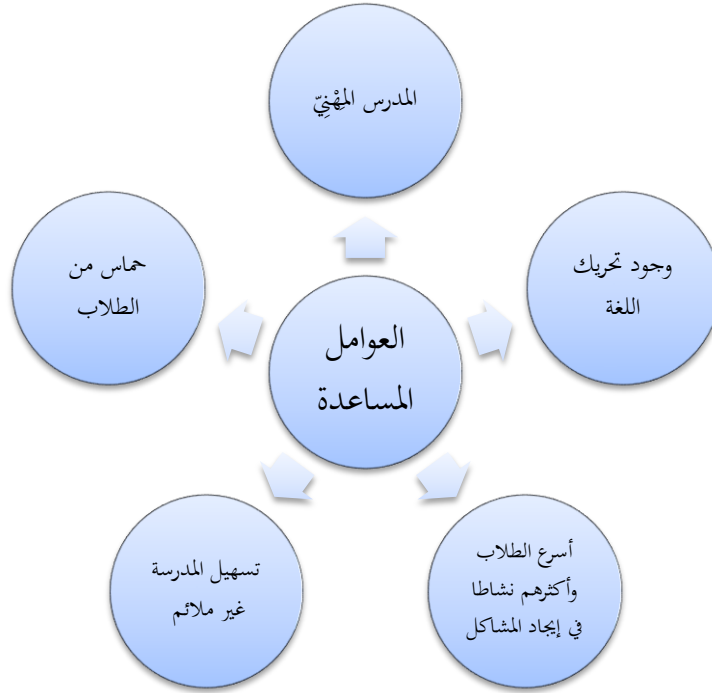 المدرس المِهْنِيّ
وجود تحريك
اللغة
حماس من
الطلاب
العوامل
المساعدة
أسرع الطلاب
وأكثرهم نشاطا
في إيجاد المشاكل
تسهيل المدرسة
غير ملائم